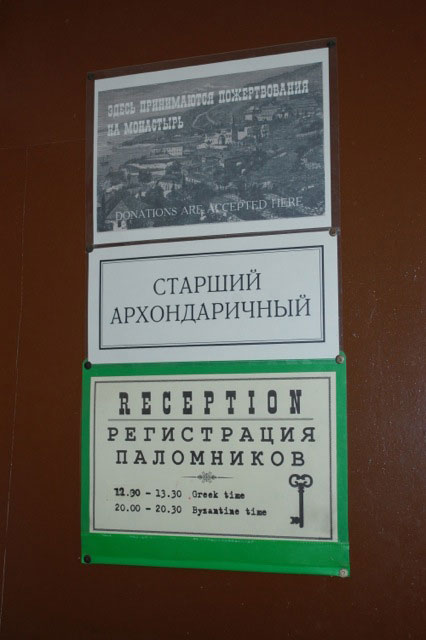 ЗДЕСЬ ПРИНИМАЮТСЯ ПОЖЕРТВОВАНИЯ
НА МОНАСТЫРЬ
DONATIONS ARE ACCEPTED HERE
СТАРШИЙ
АРХОНДАРИЧНЫЙ
RECEPTION
РЕГИСТРАЦИЯ
ПАЛОМНИКОВ
12.90 - 13.30 Greek time
20.00 - 20.30 Byzantine time